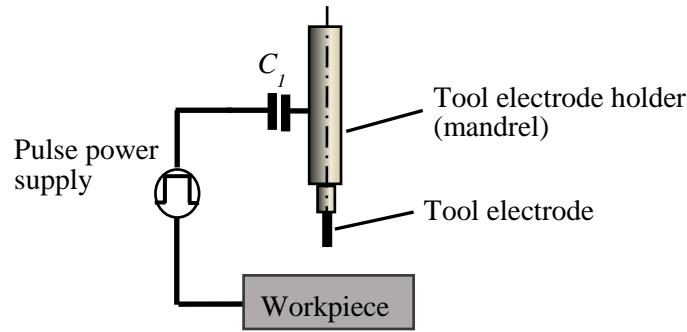 C1
Tool electrode holder
(mandrel)
Pulse power
supply
Tool electrode
Workpiece